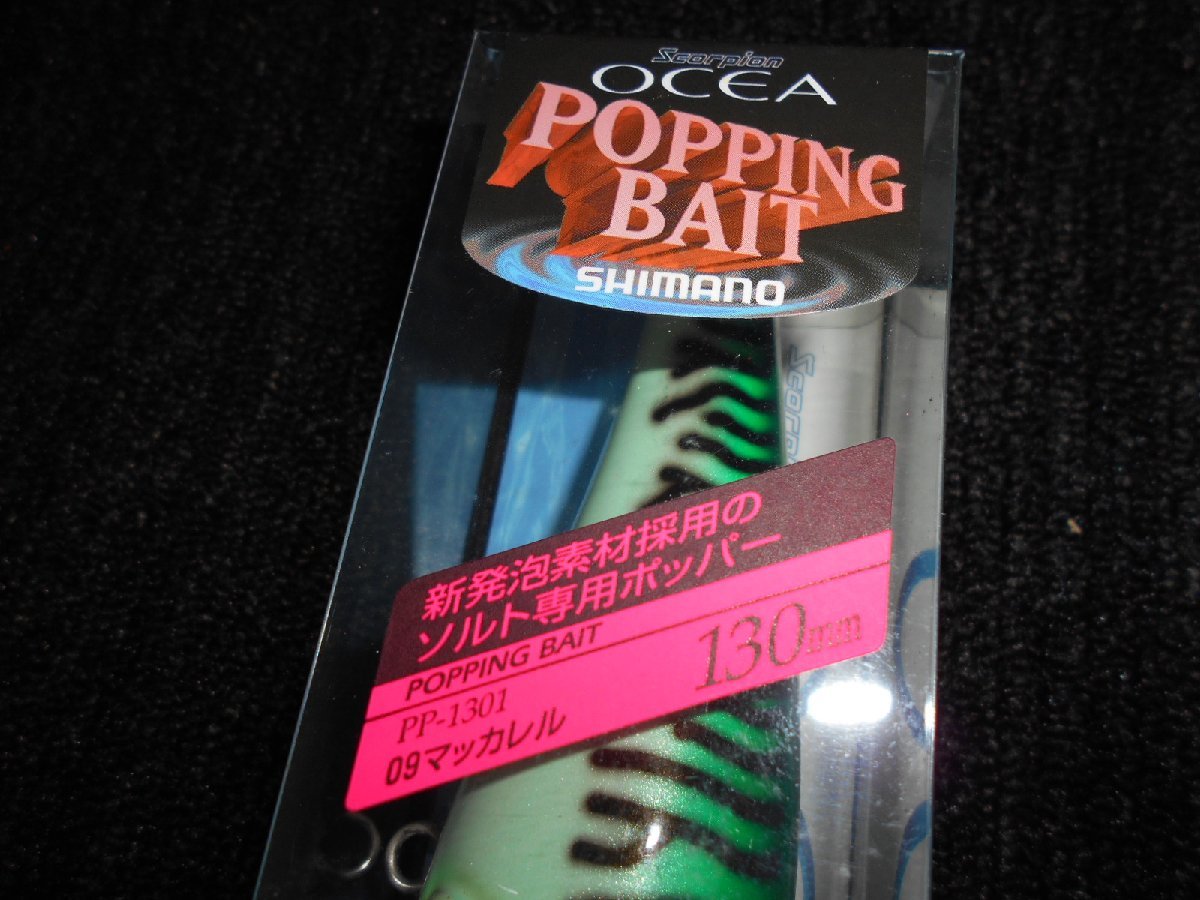 Scorpion
OCEA
POPPING
BAIT
SHIMANO
新発泡素材採用の
ソルト専用ポッパー
POPPING BAIT
PP-1301
130mm
09マッカレル